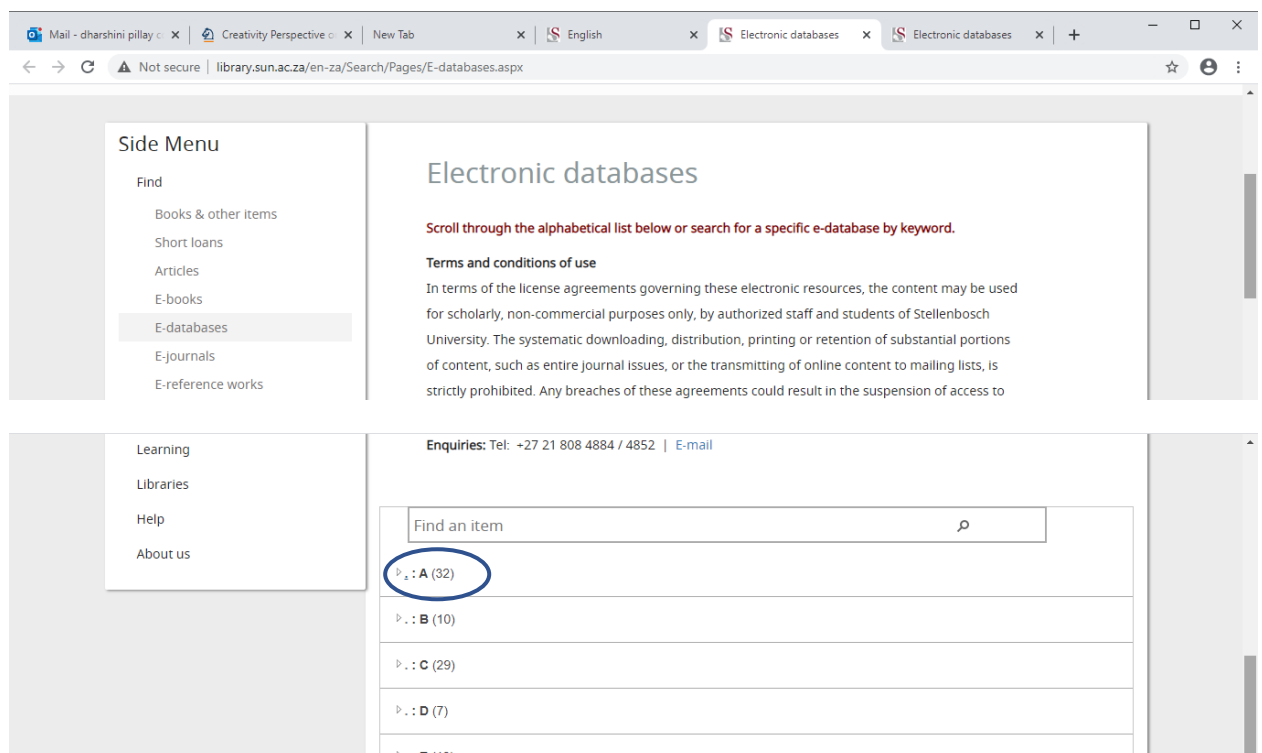 Mail - dharshini pillay
Creativity Perspective
New Tab
English
Electronic databases
Electronic databases
Not secure | library.sun.ac.za/en-za/Search/Pages/E-databases.aspx
Side Menu
Find
Books & other items
Short loans
Articles
E-books
E-databases
E-journals
E-reference works
Electronic databases
Scroll through the alphabetical list below or search for a specific e-database by keyword.
Terms and conditions of use
In terms of the license agreements governing these electronic resources, the content may be used
for scholarly, non-commercial purposes only, by authorized staff and students of Stellenbosch
University. The systematic downloading, distribution, printing or retention of substantial portions
of content, such as entire journal issues, or the transmitting of online content to mailing lists, is
strictly prohibited. Any breaches of these agreements could result in the suspension of access to
Learning
Libraries
Help
About us
Enquiries: Tel: +27 21 808 4884 / 4852 | E-mail
Find an item
. : A (32)
. : B (10)
. : C (29)
. : D (7)